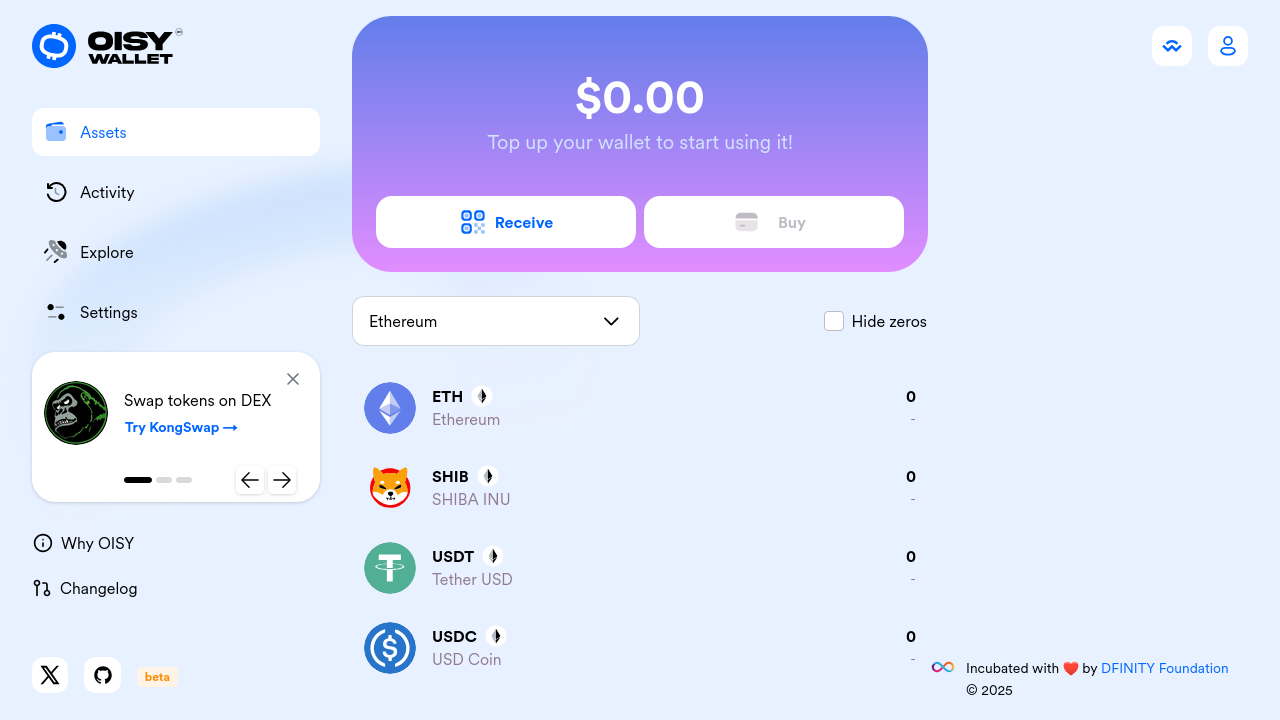 OISY
WALLET
Assets
Activity
Explore
Settings
Swap tokens on DEX
Try KongSwap →
Why OISY
Changelog
beta
$0.00
Top up your wallet to start using it!
Receive
Buy
Ethereum
Hide zeros
ETH
0
Ethereum
-
SHIB
0
SHIBA INU
-
USDT
0
Tether USD
-
USDC
0
USD Coin
-
Incubated with ❤️ by DFINITY Foundation
© 2025